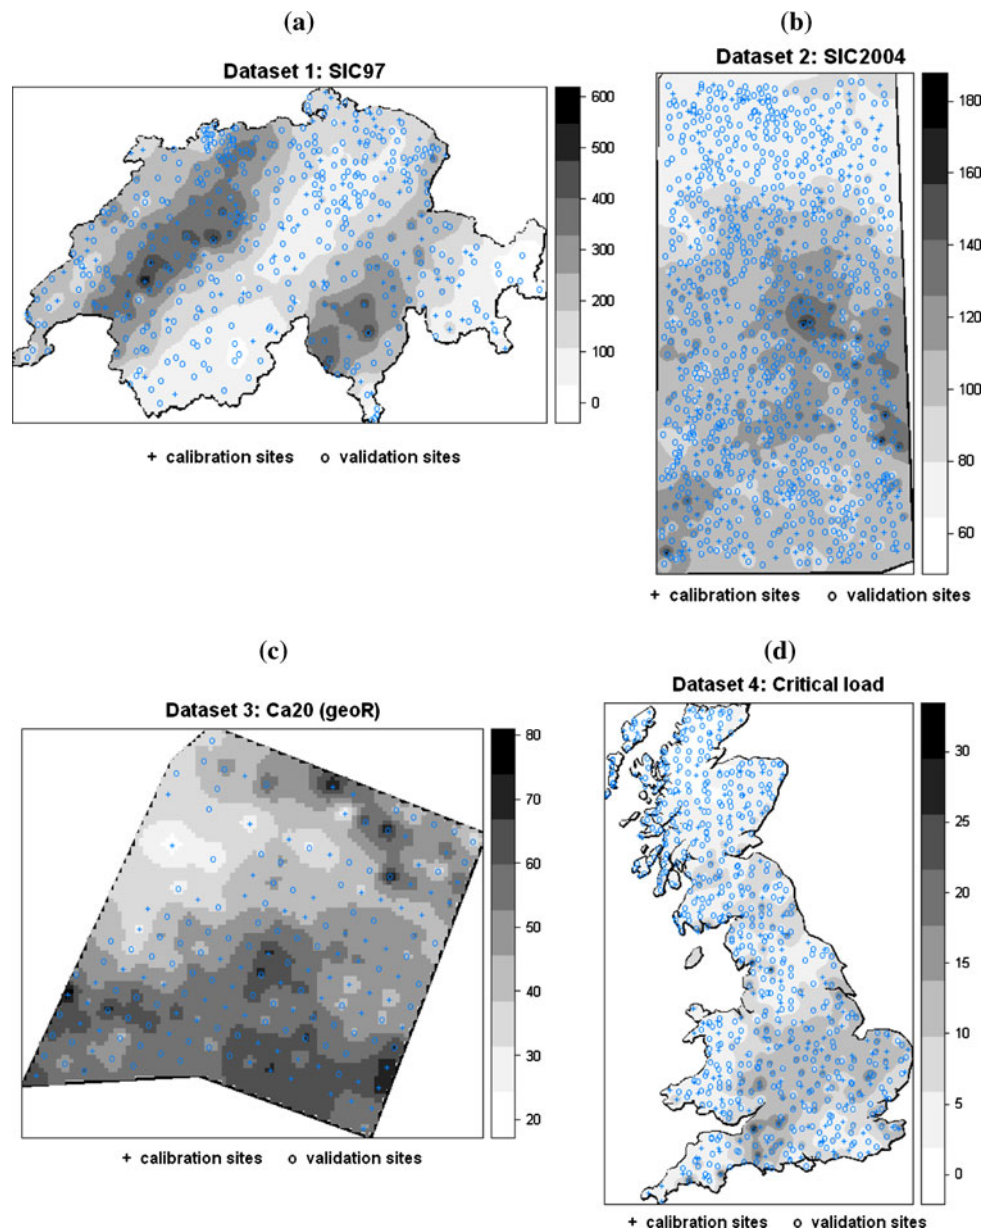 (a)
Dataset 1: SIC97
600
500
400
300
200
100
0
+ calibration sites o validation sites
(b)
Dataset 2: SIC2004
180
160
140
120
100
80
60
+ calibration sites o validation sites
(c)
Dataset 3: Ca20 (geoR)
80
70
60
50
40
30
20
+ calibration sites o validation sites
(d)
Dataset 4: Critical load
30
25
20
15
10
5
0
+ calibration sites o validation sites